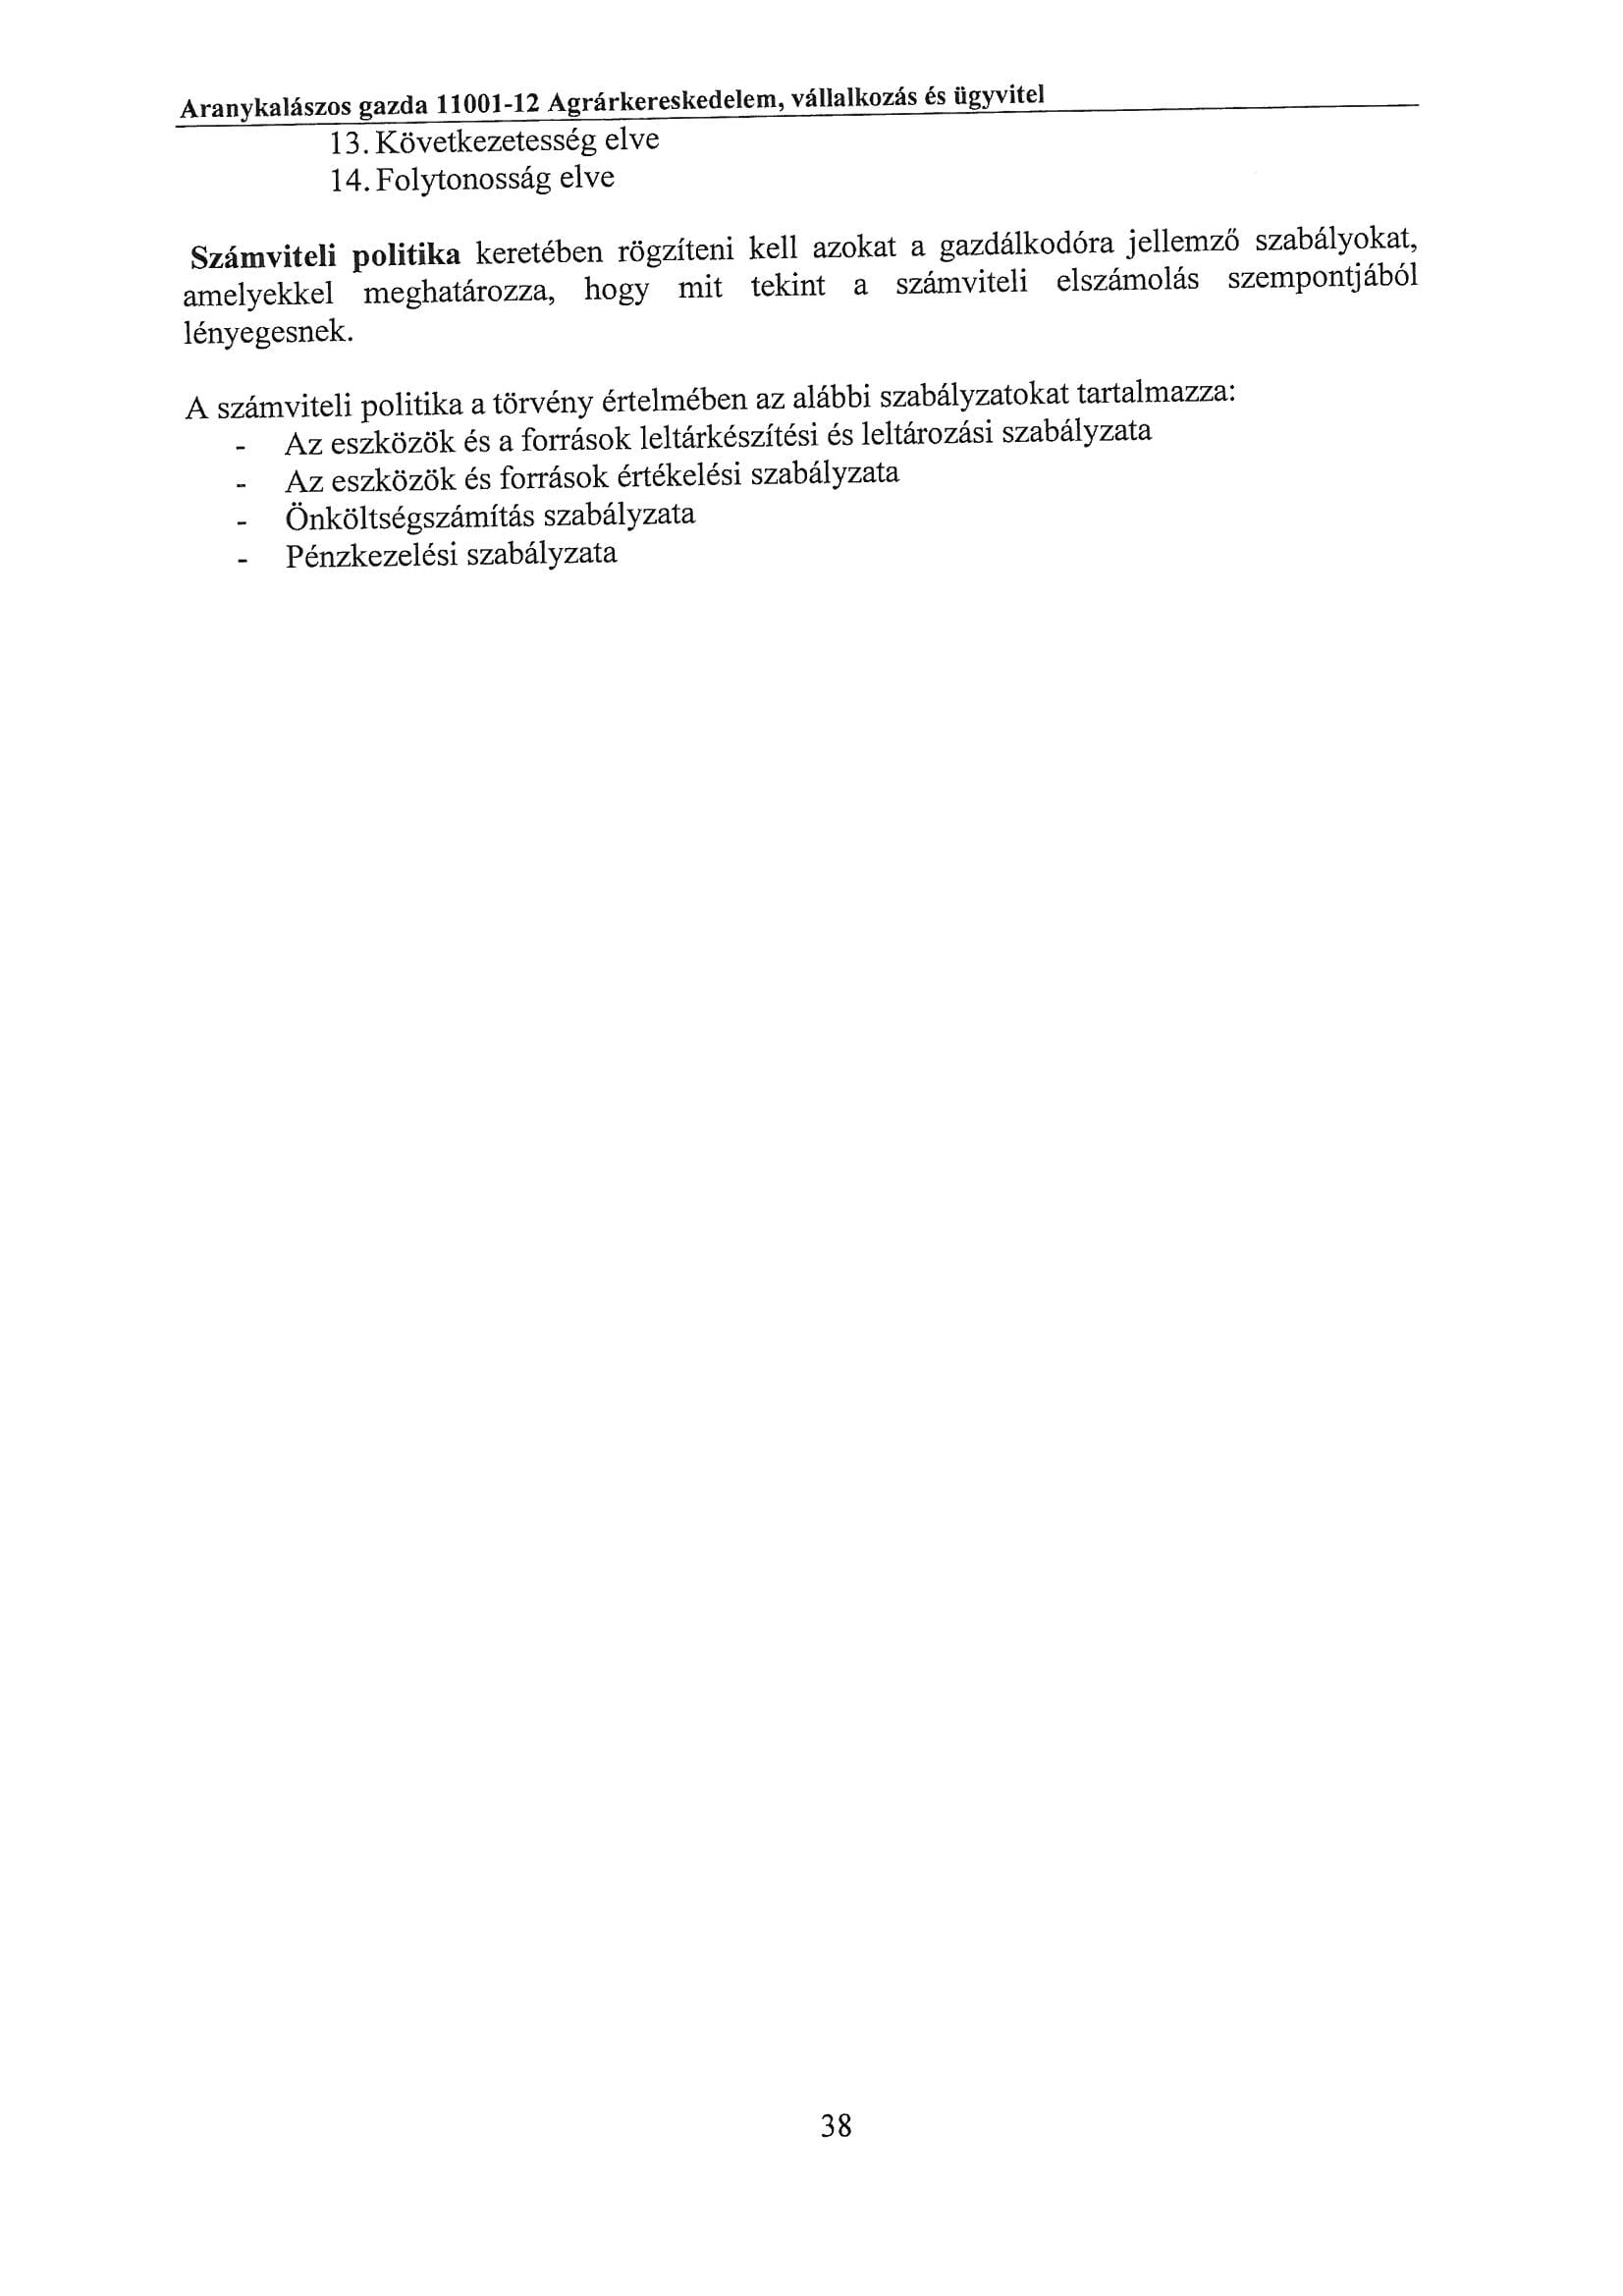 Aranykalászos gazda 11001-12 Agrárkereskedelem, vállalkozás és ügyvitel
13. Következetesség elve
14. Folytonosság elve
Számviteli politika keretében rögzíteni kell azokat a gazdálkodóra jellemző szabályokat,
amelyekkel meghatározza, hogy mit tekint a számviteli elszámolás szempontjából
lényegesnek.
A számviteli politika a törvény értelmében az alábbi szabályzatokat tartalmazza:
- Az eszközök és a források leltárkészítési és leltározási szabályzata
- Az eszközök és források értékelési szabályzata
- Önköltségszámítás szabályzata
- Pénzkezelési szabályzata
38